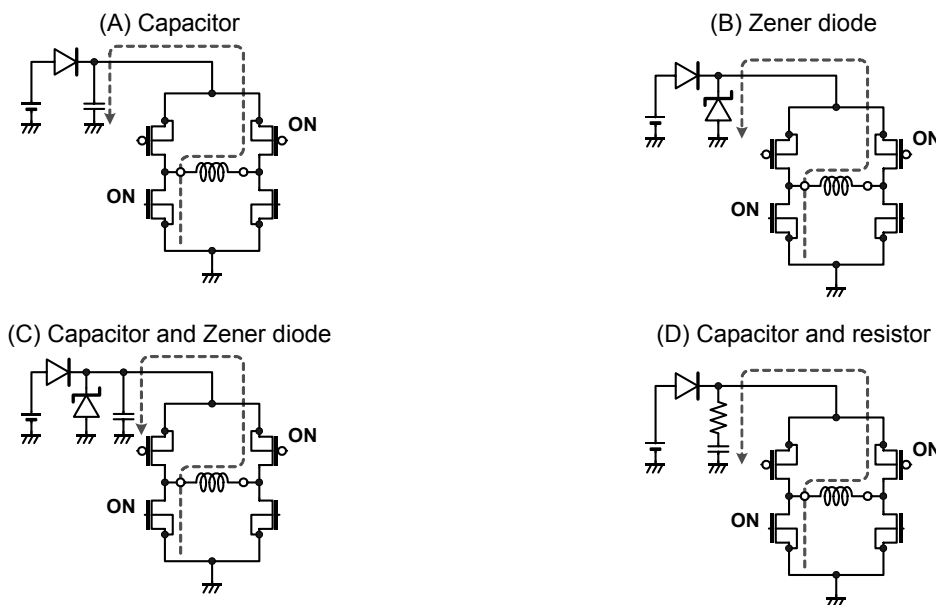 (A) Capacitor
ON
ON
(B) Zener diode
ON
ON
(C) Capacitor and Zener diode
ON
ON
(D) Capacitor and resistor
ON
ON